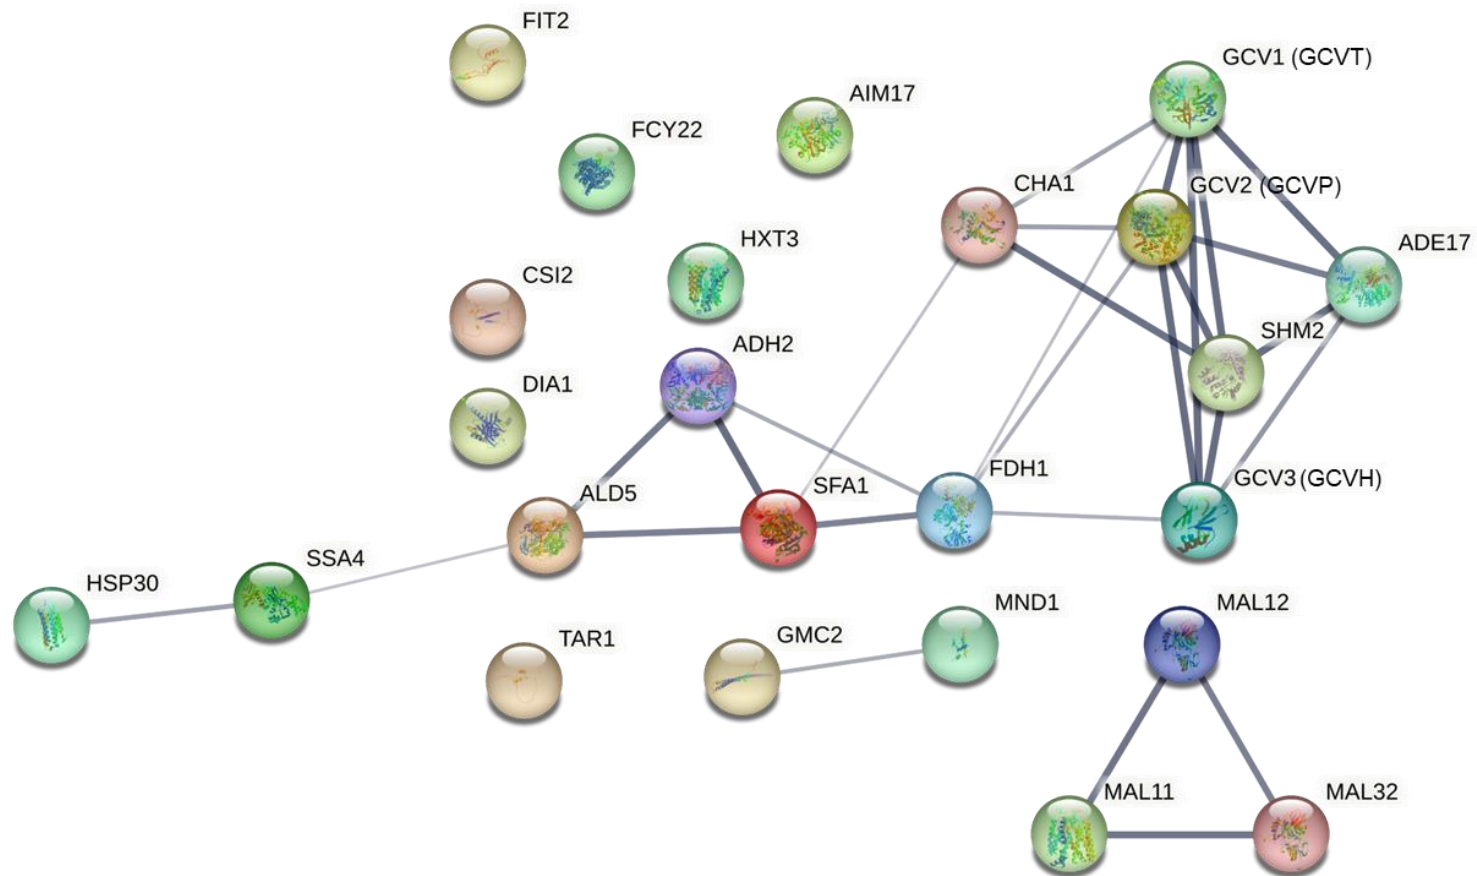 FIT2
GCV1 (GCVT)
AIM17
FCY22
CHA1
GCV2 (GCVP)
HXT3
ADE17
CSI2
SHM2
ADH2
DIA1
FDH1
GCV3 (GCVH)
SFA1
ALD5
SSA4
HSP30
MND1
MAL12
GMC2
TAR1
MAL11
MAL32